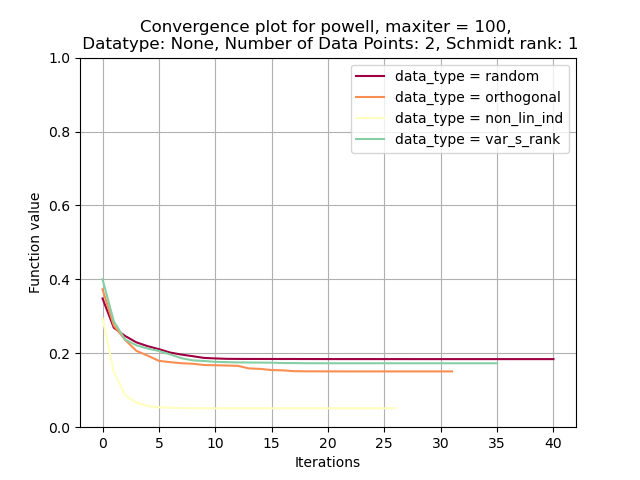 Convergence plot for powell, maxiter = 100,
Datatype: None, Number of Data Points: 2, Schmidt rank: 1
data_type = random
data_type = orthogonal
data_type = non_lin_ind
data_type = var_s_rank
Function value
1.0
0.8
0.6
0.4
0.2
0.0
0 5 10 15 20 25 30 35 40
Iterations